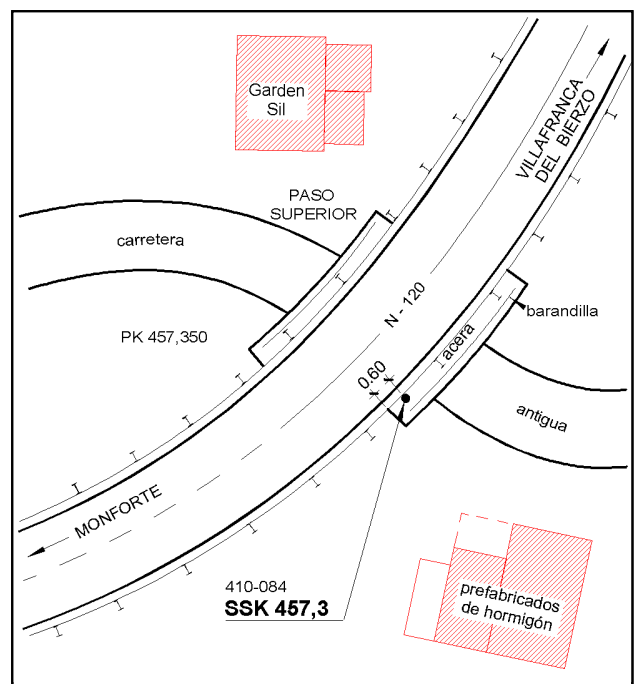 Garden
Sil
VILLAFRANCA
DEL BIERZO
PASO
SUPERIOR
carretera
N - 120
barandilla
PK 457,350
acera
0.60
antigua
MONFORTE
410-084
SSK 457,3
prefabricados
de hormigón